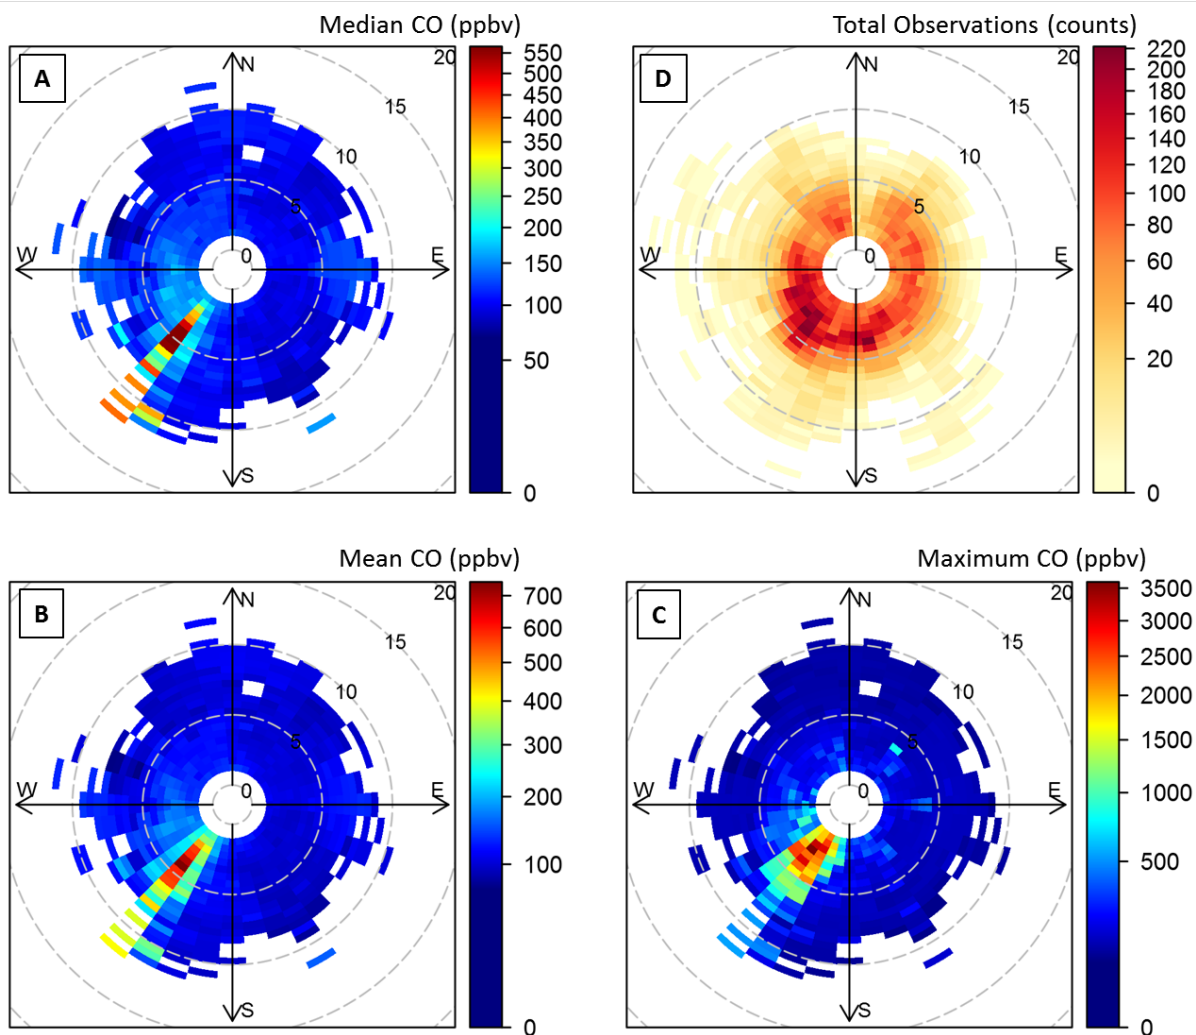 Median CO (ppbv)
A
N
W
E
S
0
5
10
15
20
550
500
450
400
350
300
250
200
150
100
50
0
Total Observations (counts)
D
N
W
E
S
0
5
10
15
20
220
200
180
160
140
120
100
80
60
40
20
0
Mean CO (ppbv)
B
N
W
E
S
0
5
10
15
20
700
600
500
400
300
200
100
0
Maximum CO (ppbv)
C
N
W
E
S
0
5
10
15
20
3500
3000
2500
2000
1500
1000
500
0